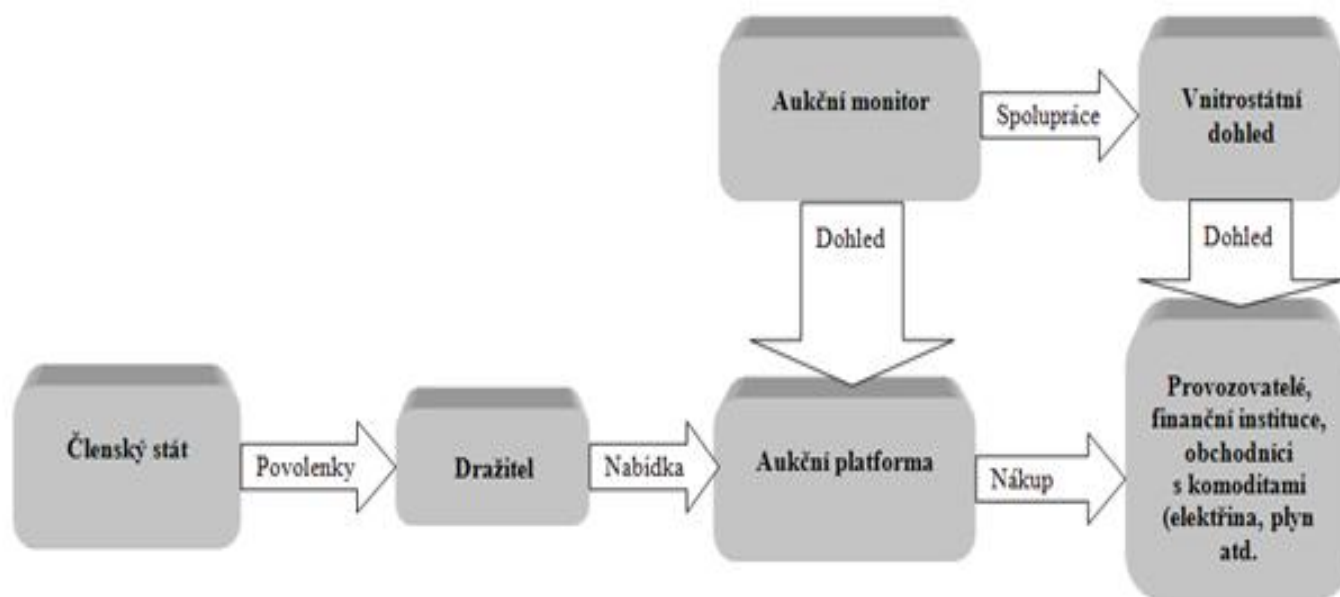 Aukční monitor
Spolupráce
Vnitrostátní
dohled
Dohled
Dohled
Členský stát
Povolenky
Dražitel
Nabídka
Aukční platforma
Nákup
Provozovatelé,
finanční instituce,
obchodníci
s komoditami
(elektřina, plyn
atd.